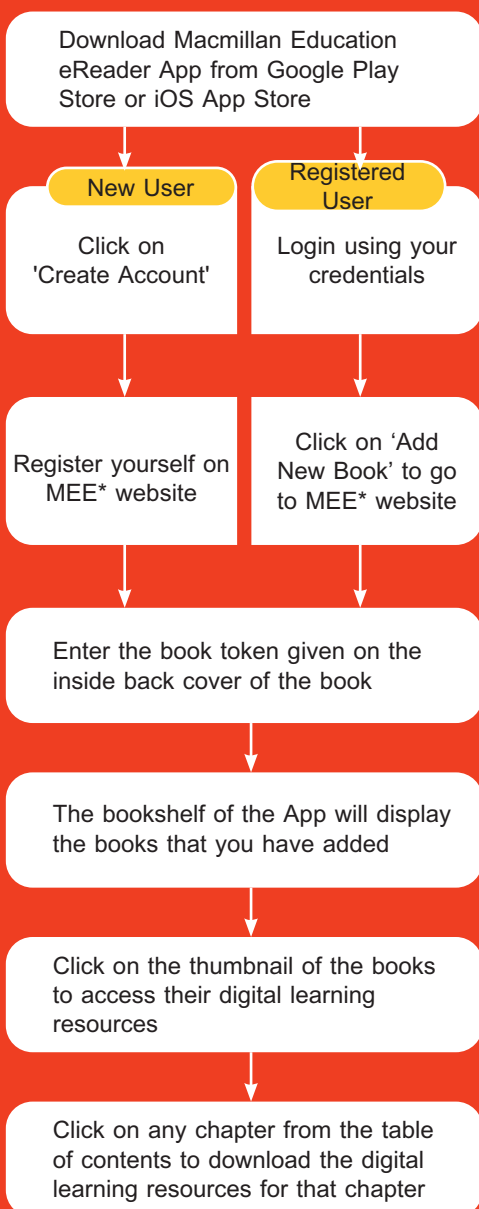 Download Macmillan Education
eReader App from Google Play
Store or iOS App Store
New User
Click on
'Create Account'
Registered
User
Login using your
credentials
Register yourself on
MEE* website
Click on ‘Add
New Book’ to go
to MEE* website
Enter the book token given on the
inside back cover of the book
The bookshelf of the App will display
the books that you have added
Click on the thumbnail of the books
to access their digital learning
resources
Click on any chapter from the table
of contents to download the digital
learning resources for that chapter